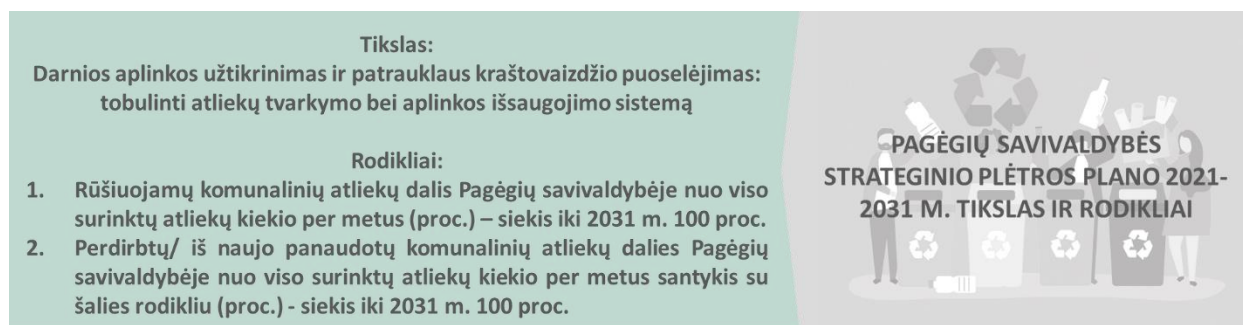 Tikslas:
Darnios aplinkos užtikrinimas ir patrauklaus kraštovaizdžio puoselėjimas:
tobulinti atliekų tvarkymo bei aplinkos išsaugojimo sistemą
Rodikliai:
1. Rūšiuojamų komunalinių atliekų dalis Pagėgių savivaldybėje nuo viso
surinktų atliekų kiekio per metus (proc.) – siekis iki 2031 m. 100 proc.
2. Perdirbtų/ iš naujo panaudotų komunalinių atliekų dalies Pagėgių
savivaldybėje nuo viso surinktų atliekų kiekio per metus santykis su
šalies rodikliu (proc.) - siekis iki 2031 m. 100 proc.
PAGĖGIŲ SAVIVALDYBĖS
STRATEGINIO PLĖTROS PLANO 2021-
2031 M. TIKSLAS IR RODIKLIAI